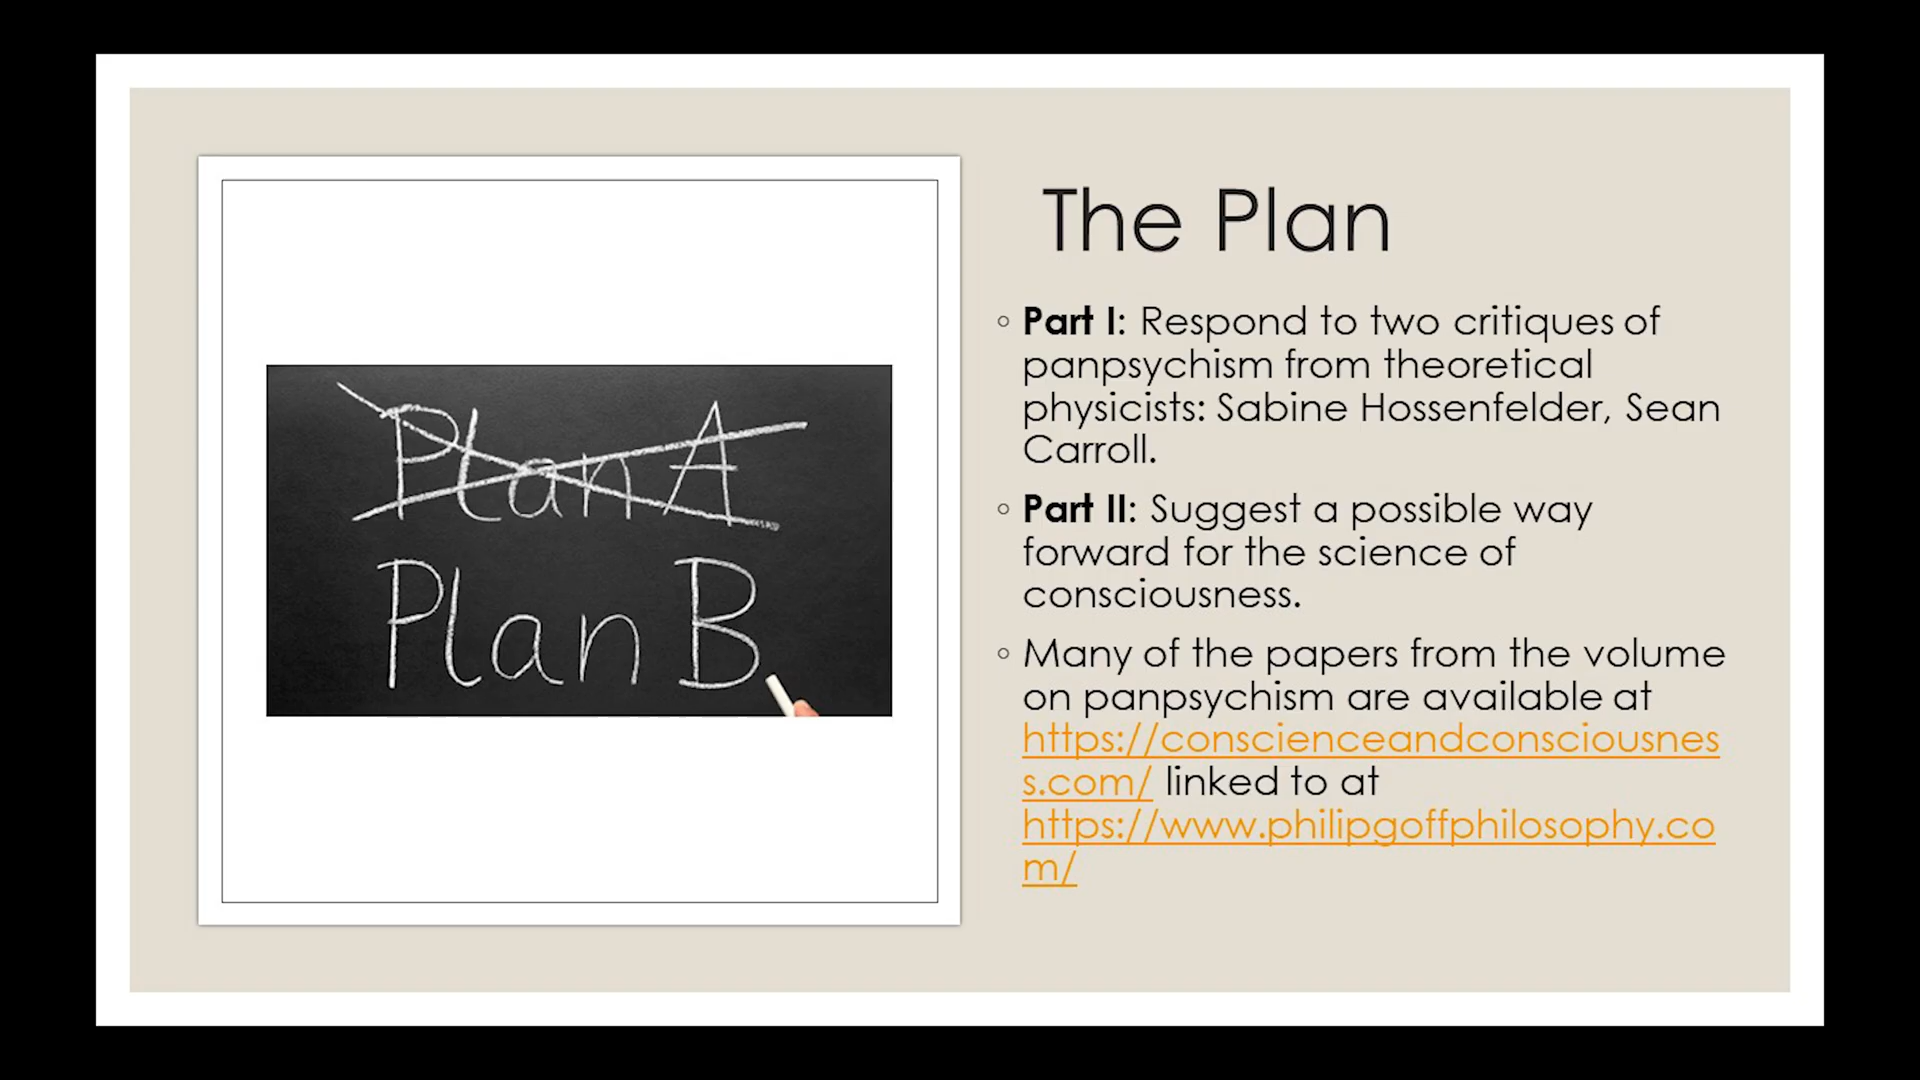 Plan A
Plan B
The Plan
◦ Part I: Respond to two critiques of
panpsychism from theoretical
physicists: Sabine Hossenfelder, Sean
Carroll.
◦ Part II: Suggest a possible way
forward for the science of
consciousness.
◦ Many of the papers from the volume
on panpsychism are available at
https://conscienceandconsciousnes
s.com/ linked to at
https://www.philipgoffphilosophy.co
m/